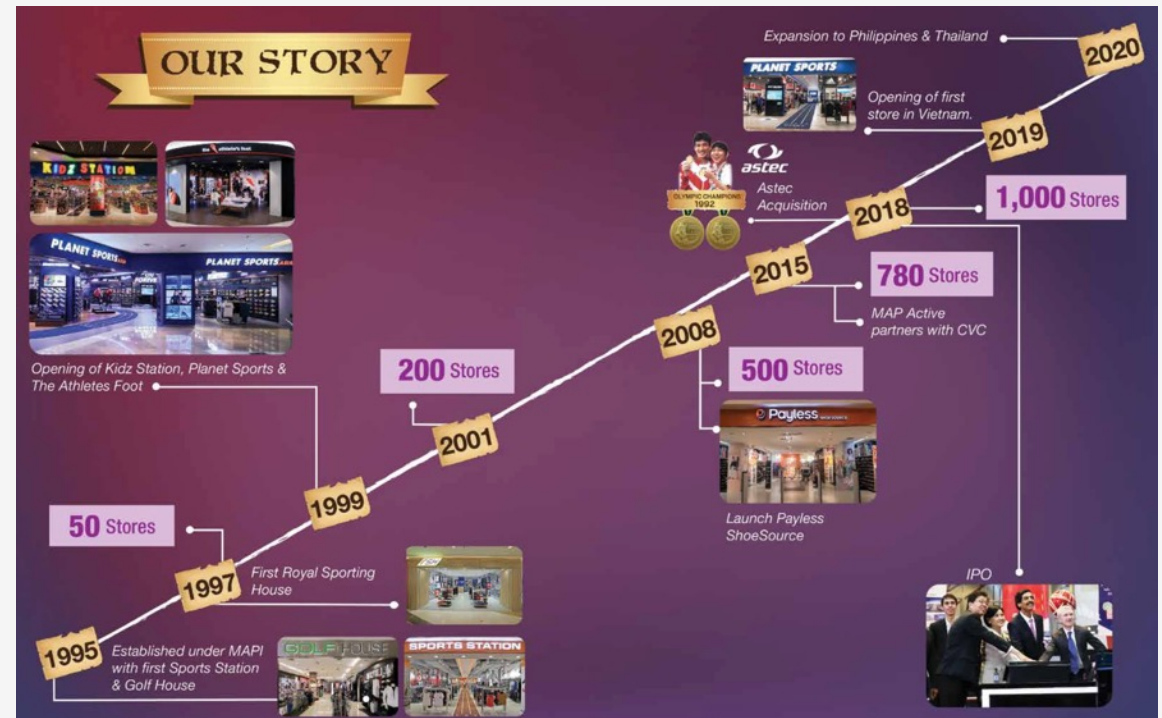 OUR STORY
KIDZ STATION
the athlete's foot
PLANET SPORTS.ASIA
PLANET SPORTS.ASIA
Opening of Kidz Station, Planet Sports &
The Athletes Foot
50 Stores
1995
Established under MAPI
with first Sports Station
& Golf House
GOLF HOUSE
SPORTS STATION
1997
First Royal Sporting
House
1999
200 Stores
2001
2008
500 Stores
Payless
Launch Payless
ShoeSource
2015
780 Stores
MAP Active
partners with CVC
2018
1,000 Stores
astec
Astec
Acquisition
OLYMPIC CHAMPIONS
1992
IPO
2019
PLANET SPORTS
Opening of first
store in Vietnam.
2020
Expansion to Philippines & Thailand